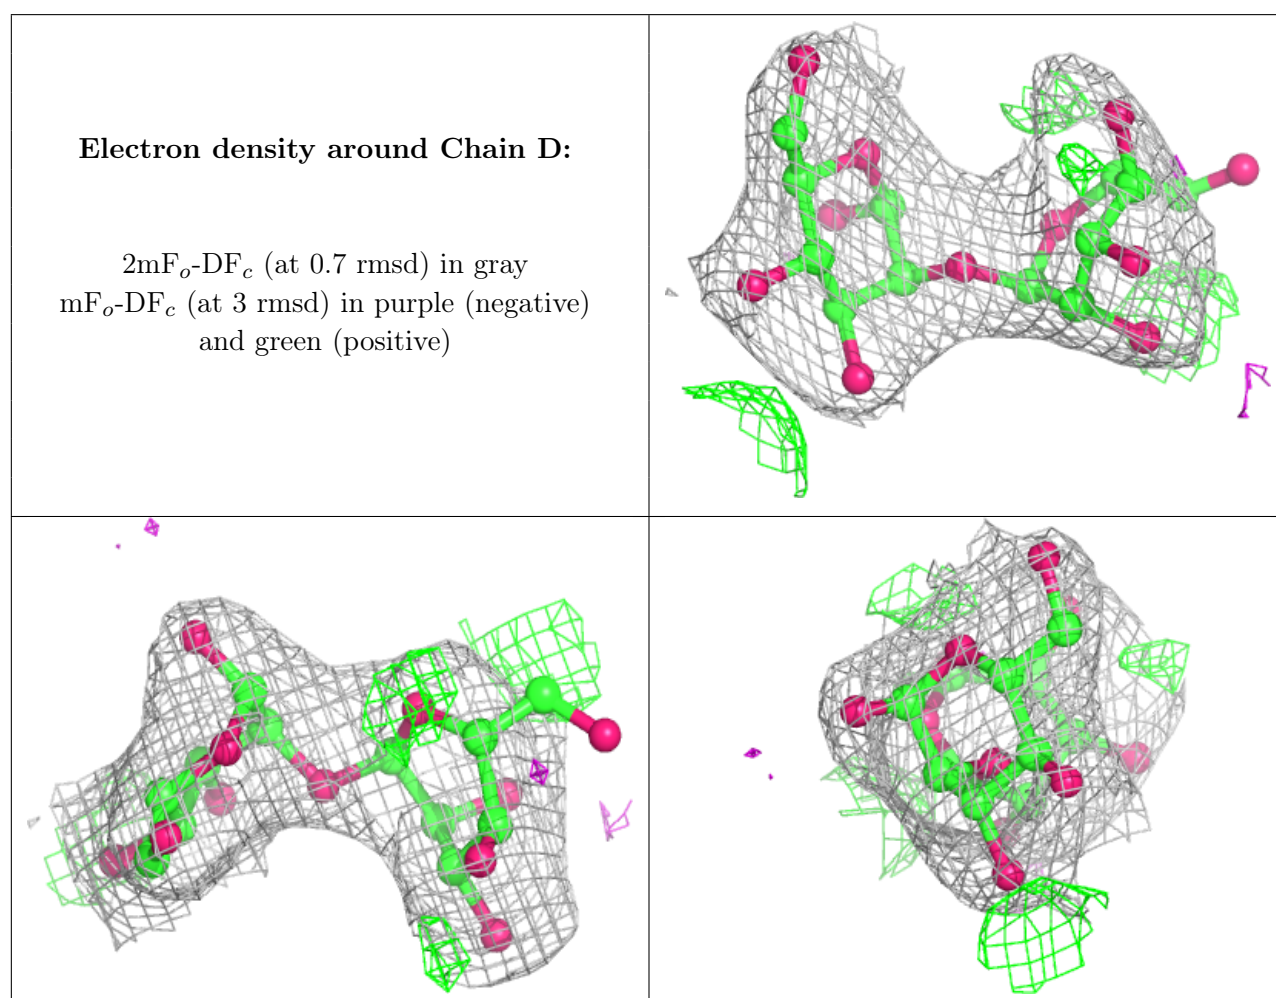 Electron density around Chain D:
2mFₒ-DF𝒸 (at 0.7 rmsd) in gray
mFₒ-DF𝒸 (at 3 rmsd) in purple (negative)
and green (positive)